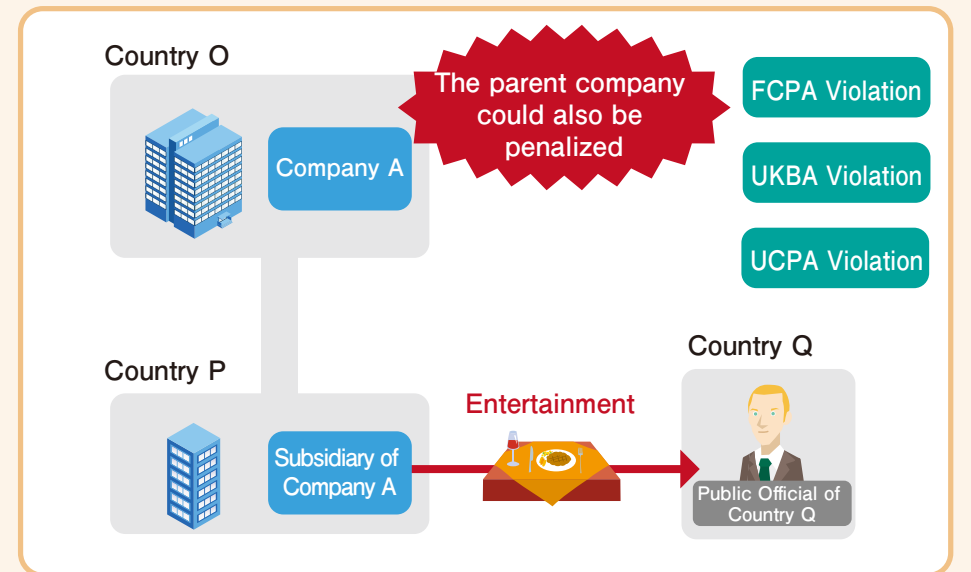 Country O
Company A
The parent company
could also be
penalized
FCPA Violation
UKBA Violation
UCPA Violation
Country P
Subsidiary of
Company A
Entertainment
Country Q
Public Official of
Country Q